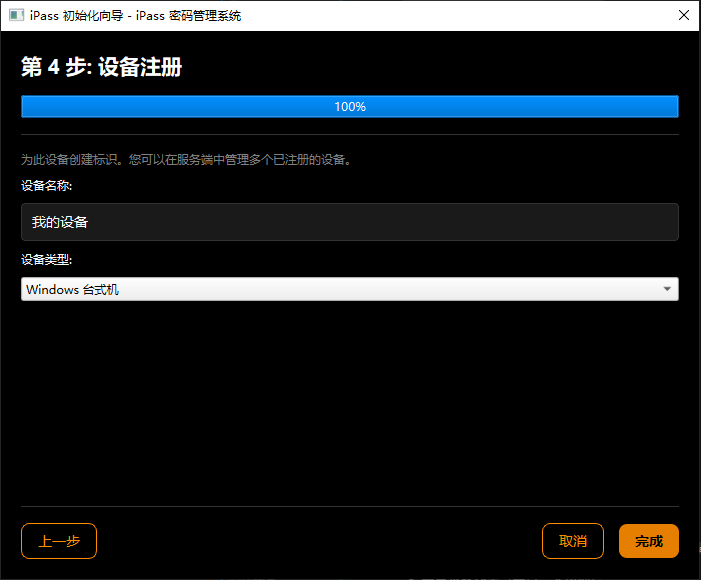 iPass 初始化向导 - iPass 密码管理系统
第 4 步: 设备注册
100%
为此设备创建标识。您可以在服务端中管理多个已注册的设备。
设备名称:
我的设备
设备类型:
Windows 台式机
上一步
取消
完成